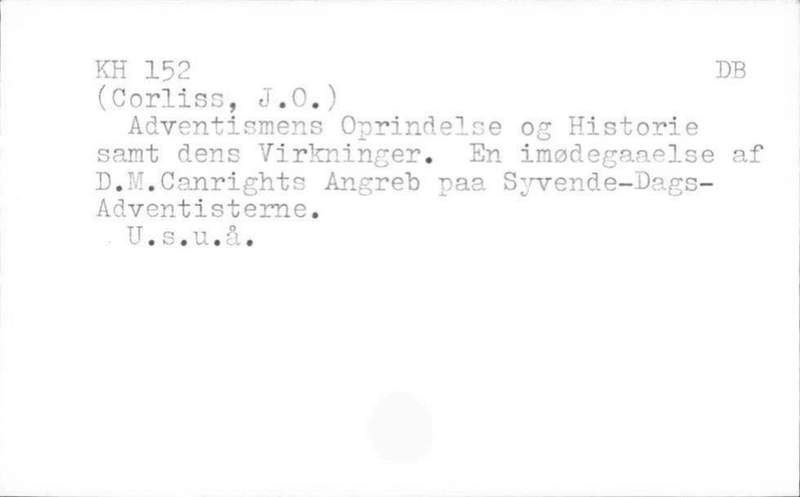 KH 152 DB
(Corliss, J.O.)
Adventismens Oprindelse og Historie
samt dens Virkninger. En imødegaaelse af
D.M.Canrights Angreb paa Syvende-Dags-
Adventisterne.
U.s.u.å.